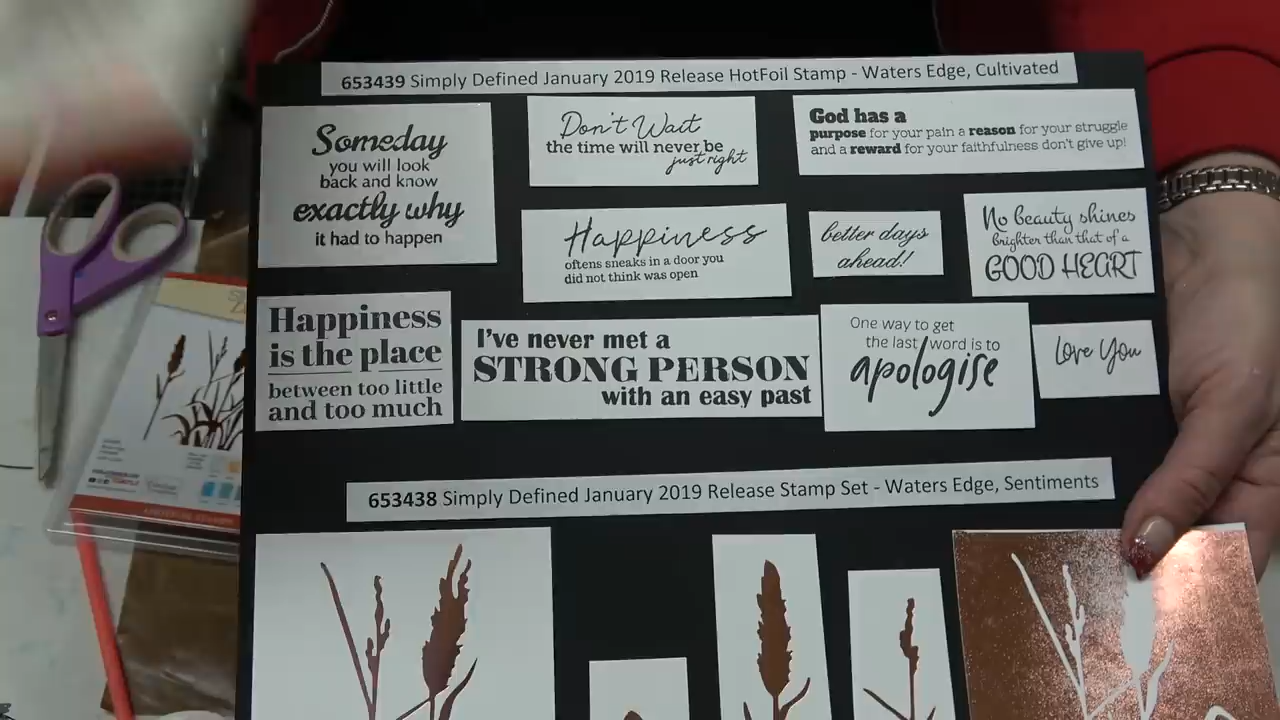 653439 Simply Defined January 2019 Release HotFoil Stamp - Waters Edge, Cultivated
Someday
you will look
back and know
exactly why
it had to happen
Don't Wait
the time will never be
just right
God has a
purpose for your pain a reason for your struggle
and a reward for your faithfulness don't give up!
Happiness
oftens sneaks in a door you
did not think was open
better days
ahead!
No beauty shines
brighter than that of a
GOOD HEART
Happiness
is the place
between too little
and too much
I've never met a
STRONG PERSON
with an easy past
One way to get
the last word is to
apologise
Love You
653438 Simply Defined January 2019 Release Stamp Set - Waters Edge, Sentiments